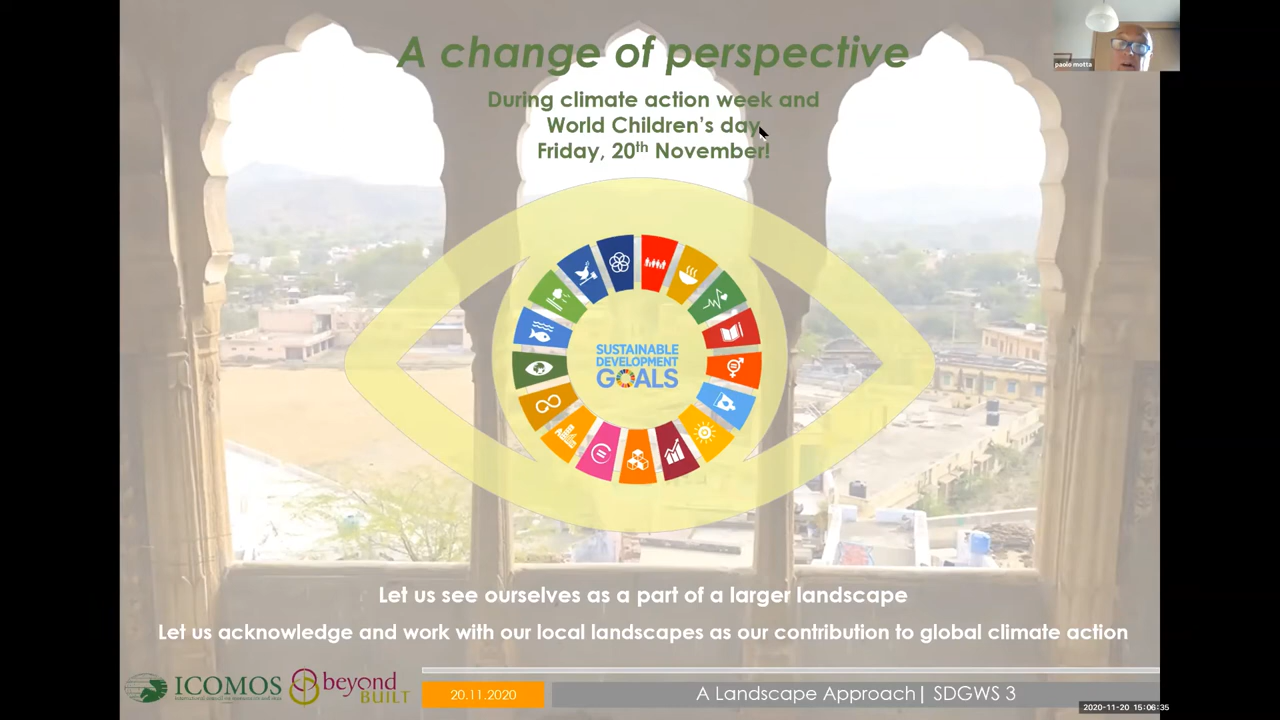 A change of perspective
paolo motta
During climate action week and
World Children's day,
Friday, 20th November!
SUSTAINABLE
DEVELOPMENT
GOALS
Let us see ourselves as a part of a larger landscape
Let us acknowledge and work with our local landscapes as our contribution to global climate action
ICOMOS
beyond
BUILT
20.11.2020
A Landscape Approach| SDGWS 3
2020-11-20 15:06:35